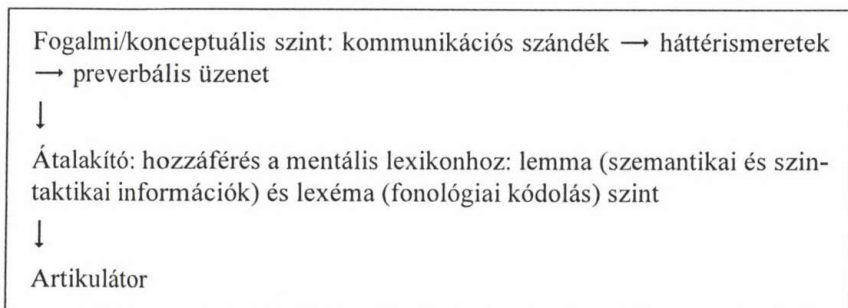 Fogalmi/konceptuális szint: kommunikációs szándék → háttérismeretek
→ preverbális üzenet
↓
Átalakító: hozzáférés a mentális lexikonhoz: lemma (szemantikai és szin-
taktikai információk) és lexéma (fonológiai kódolás) szint
↓
Artikulátor